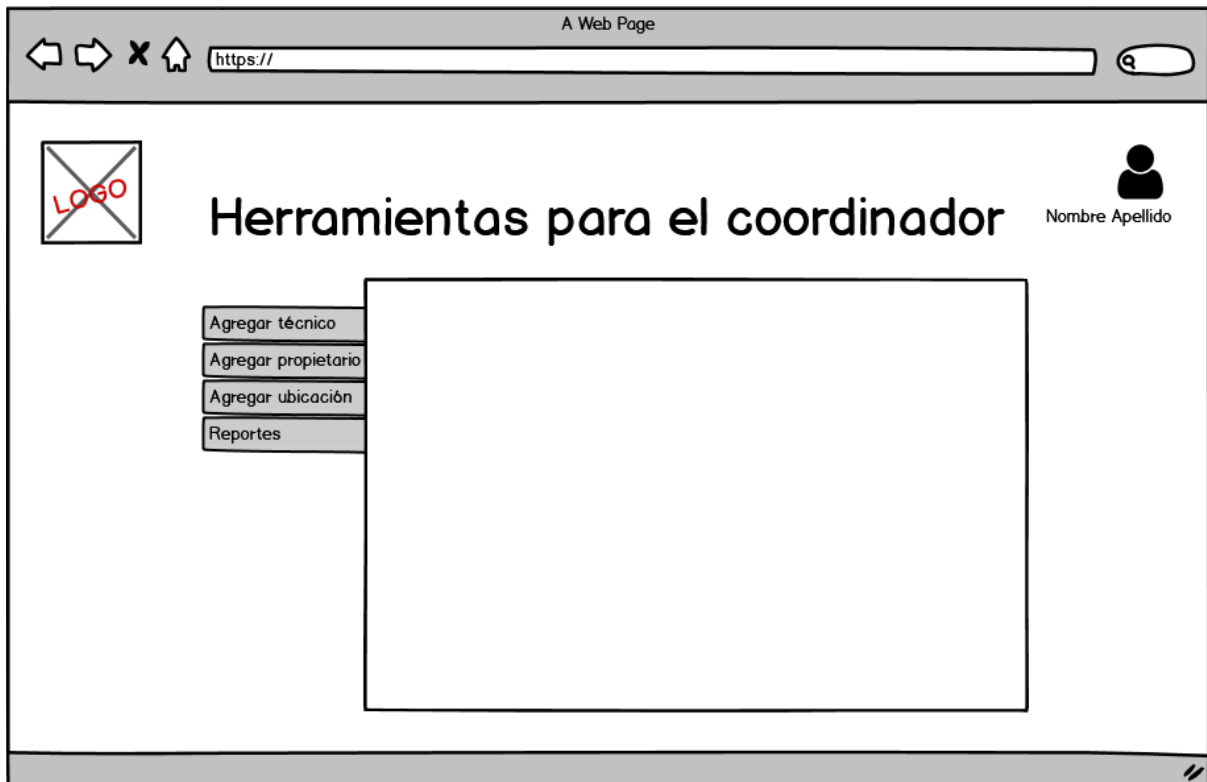 A Web Page
https://
LOGO
Herramientas para el coordinador
Nombre Apellido
Agregar técnico
Agregar propietario
Agregar ubicación
Reportes